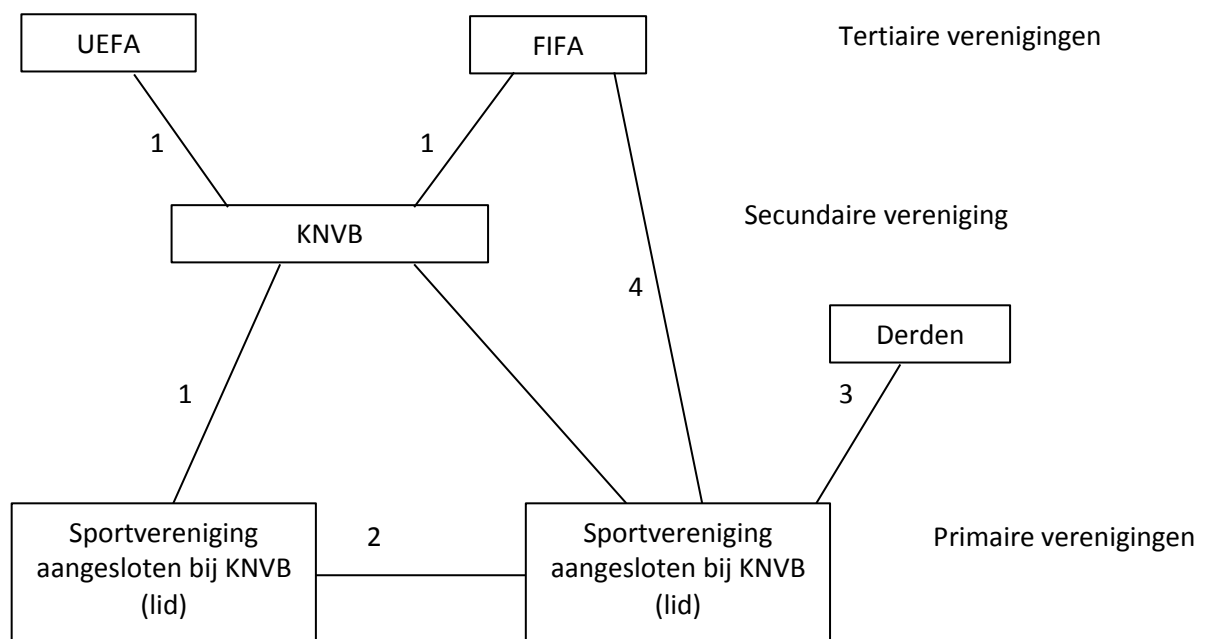 UEFA
FIFA
Tertiaire verenigingen
1
1
KNVB
Secundaire vereniging
4
Derden
1
3
Sportvereniging
aangesloten bij KNVB
(lid)
2
Sportvereniging
aangesloten bij KNVB
(lid)
Primaire verenigingen